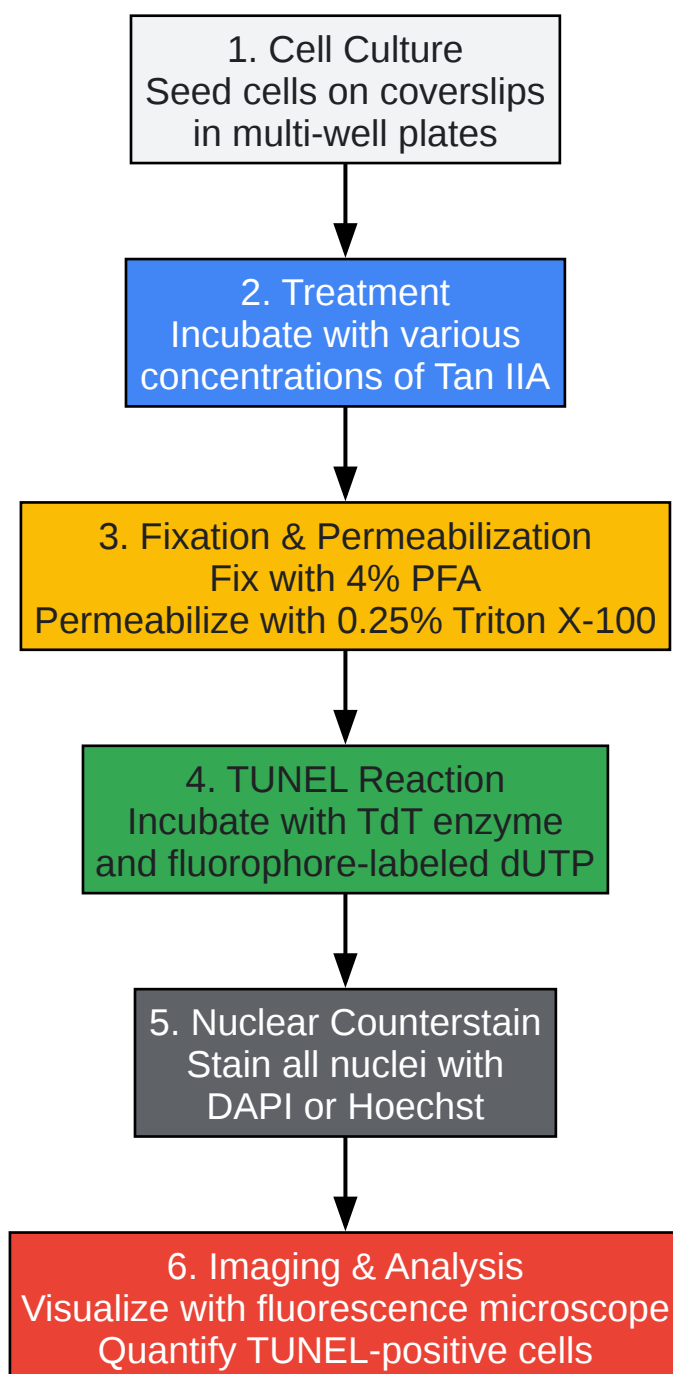 1. Cell Culture
Seed cells on coverslips
in multi-well plates
2. Treatment
Incubate with various
concentrations of Tan IIA
3. Fixation & Permeabilization
Fix with 4% PFA
Permeabilize with 0.25% Triton X-100
4. TUNEL Reaction
Incubate with TdT enzyme
and fluorophore-labeled dUTP
5. Nuclear Counterstain
Stain all nuclei with
DAPI or Hoechst
6. Imaging & Analysis
Visualize with fluorescence microscope
Quantify TUNEL-positive cells